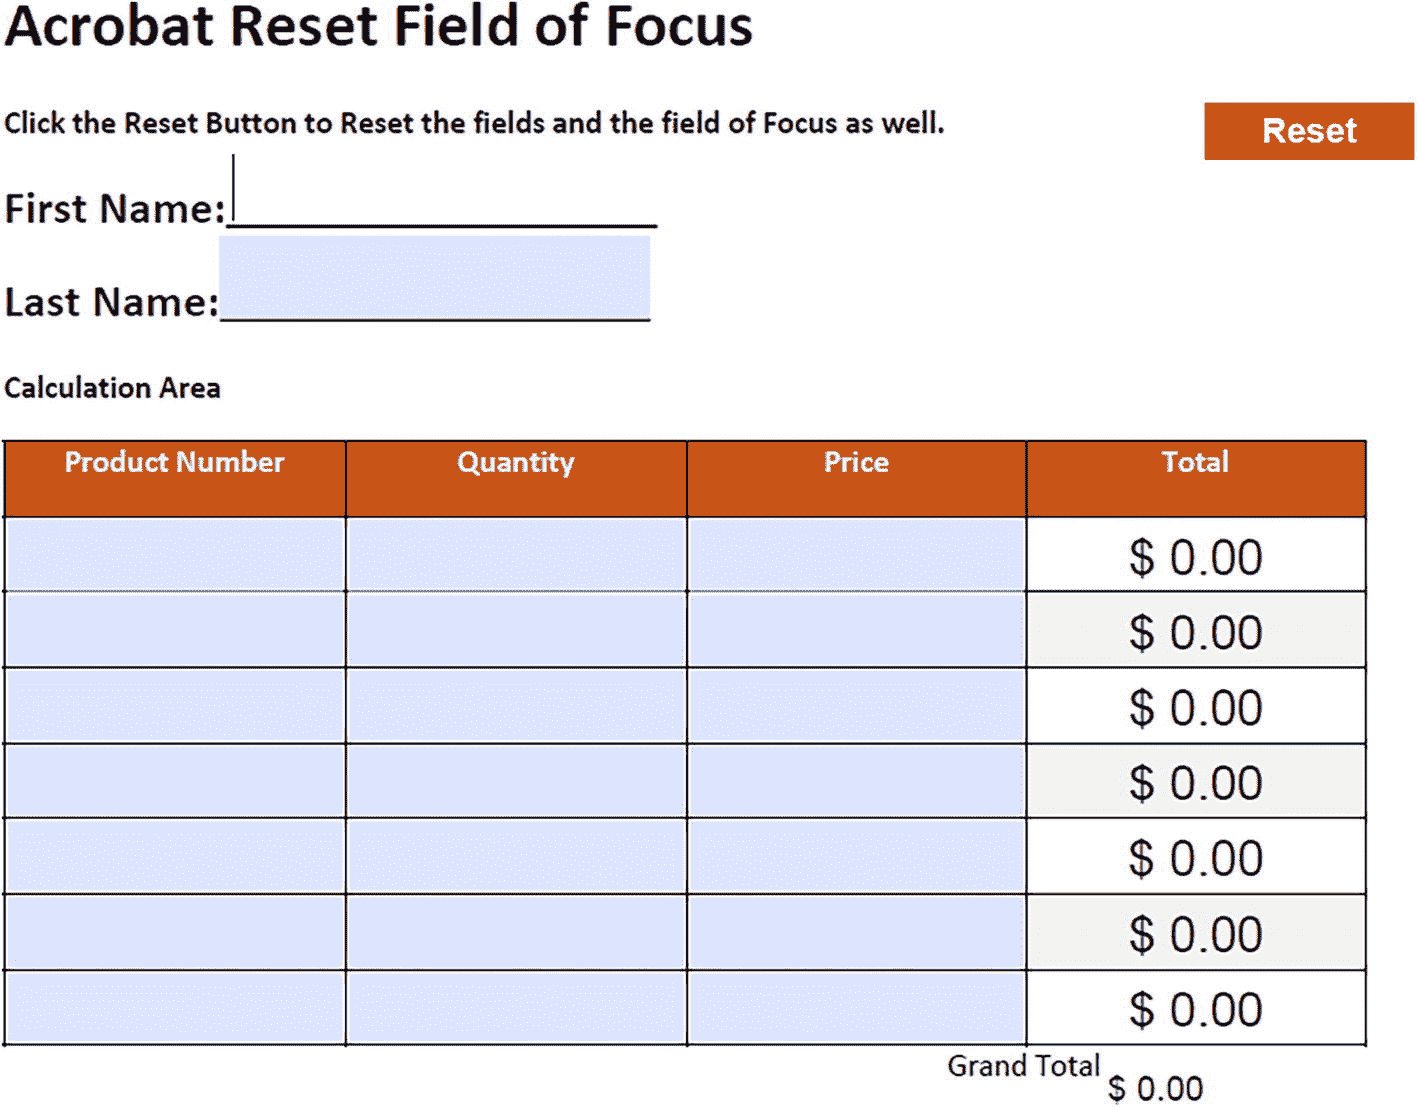 Acrobat Reset Field of Focus
Click the Reset Button to Reset the fields and the field of Focus as well.
Reset
First Name:
Last Name:
Calculation Area
Product Number Quantity Price Total
$ 0.00
$ 0.00
$ 0.00
$ 0.00
$ 0.00
$ 0.00
$ 0.00
Grand Total
$ 0.00